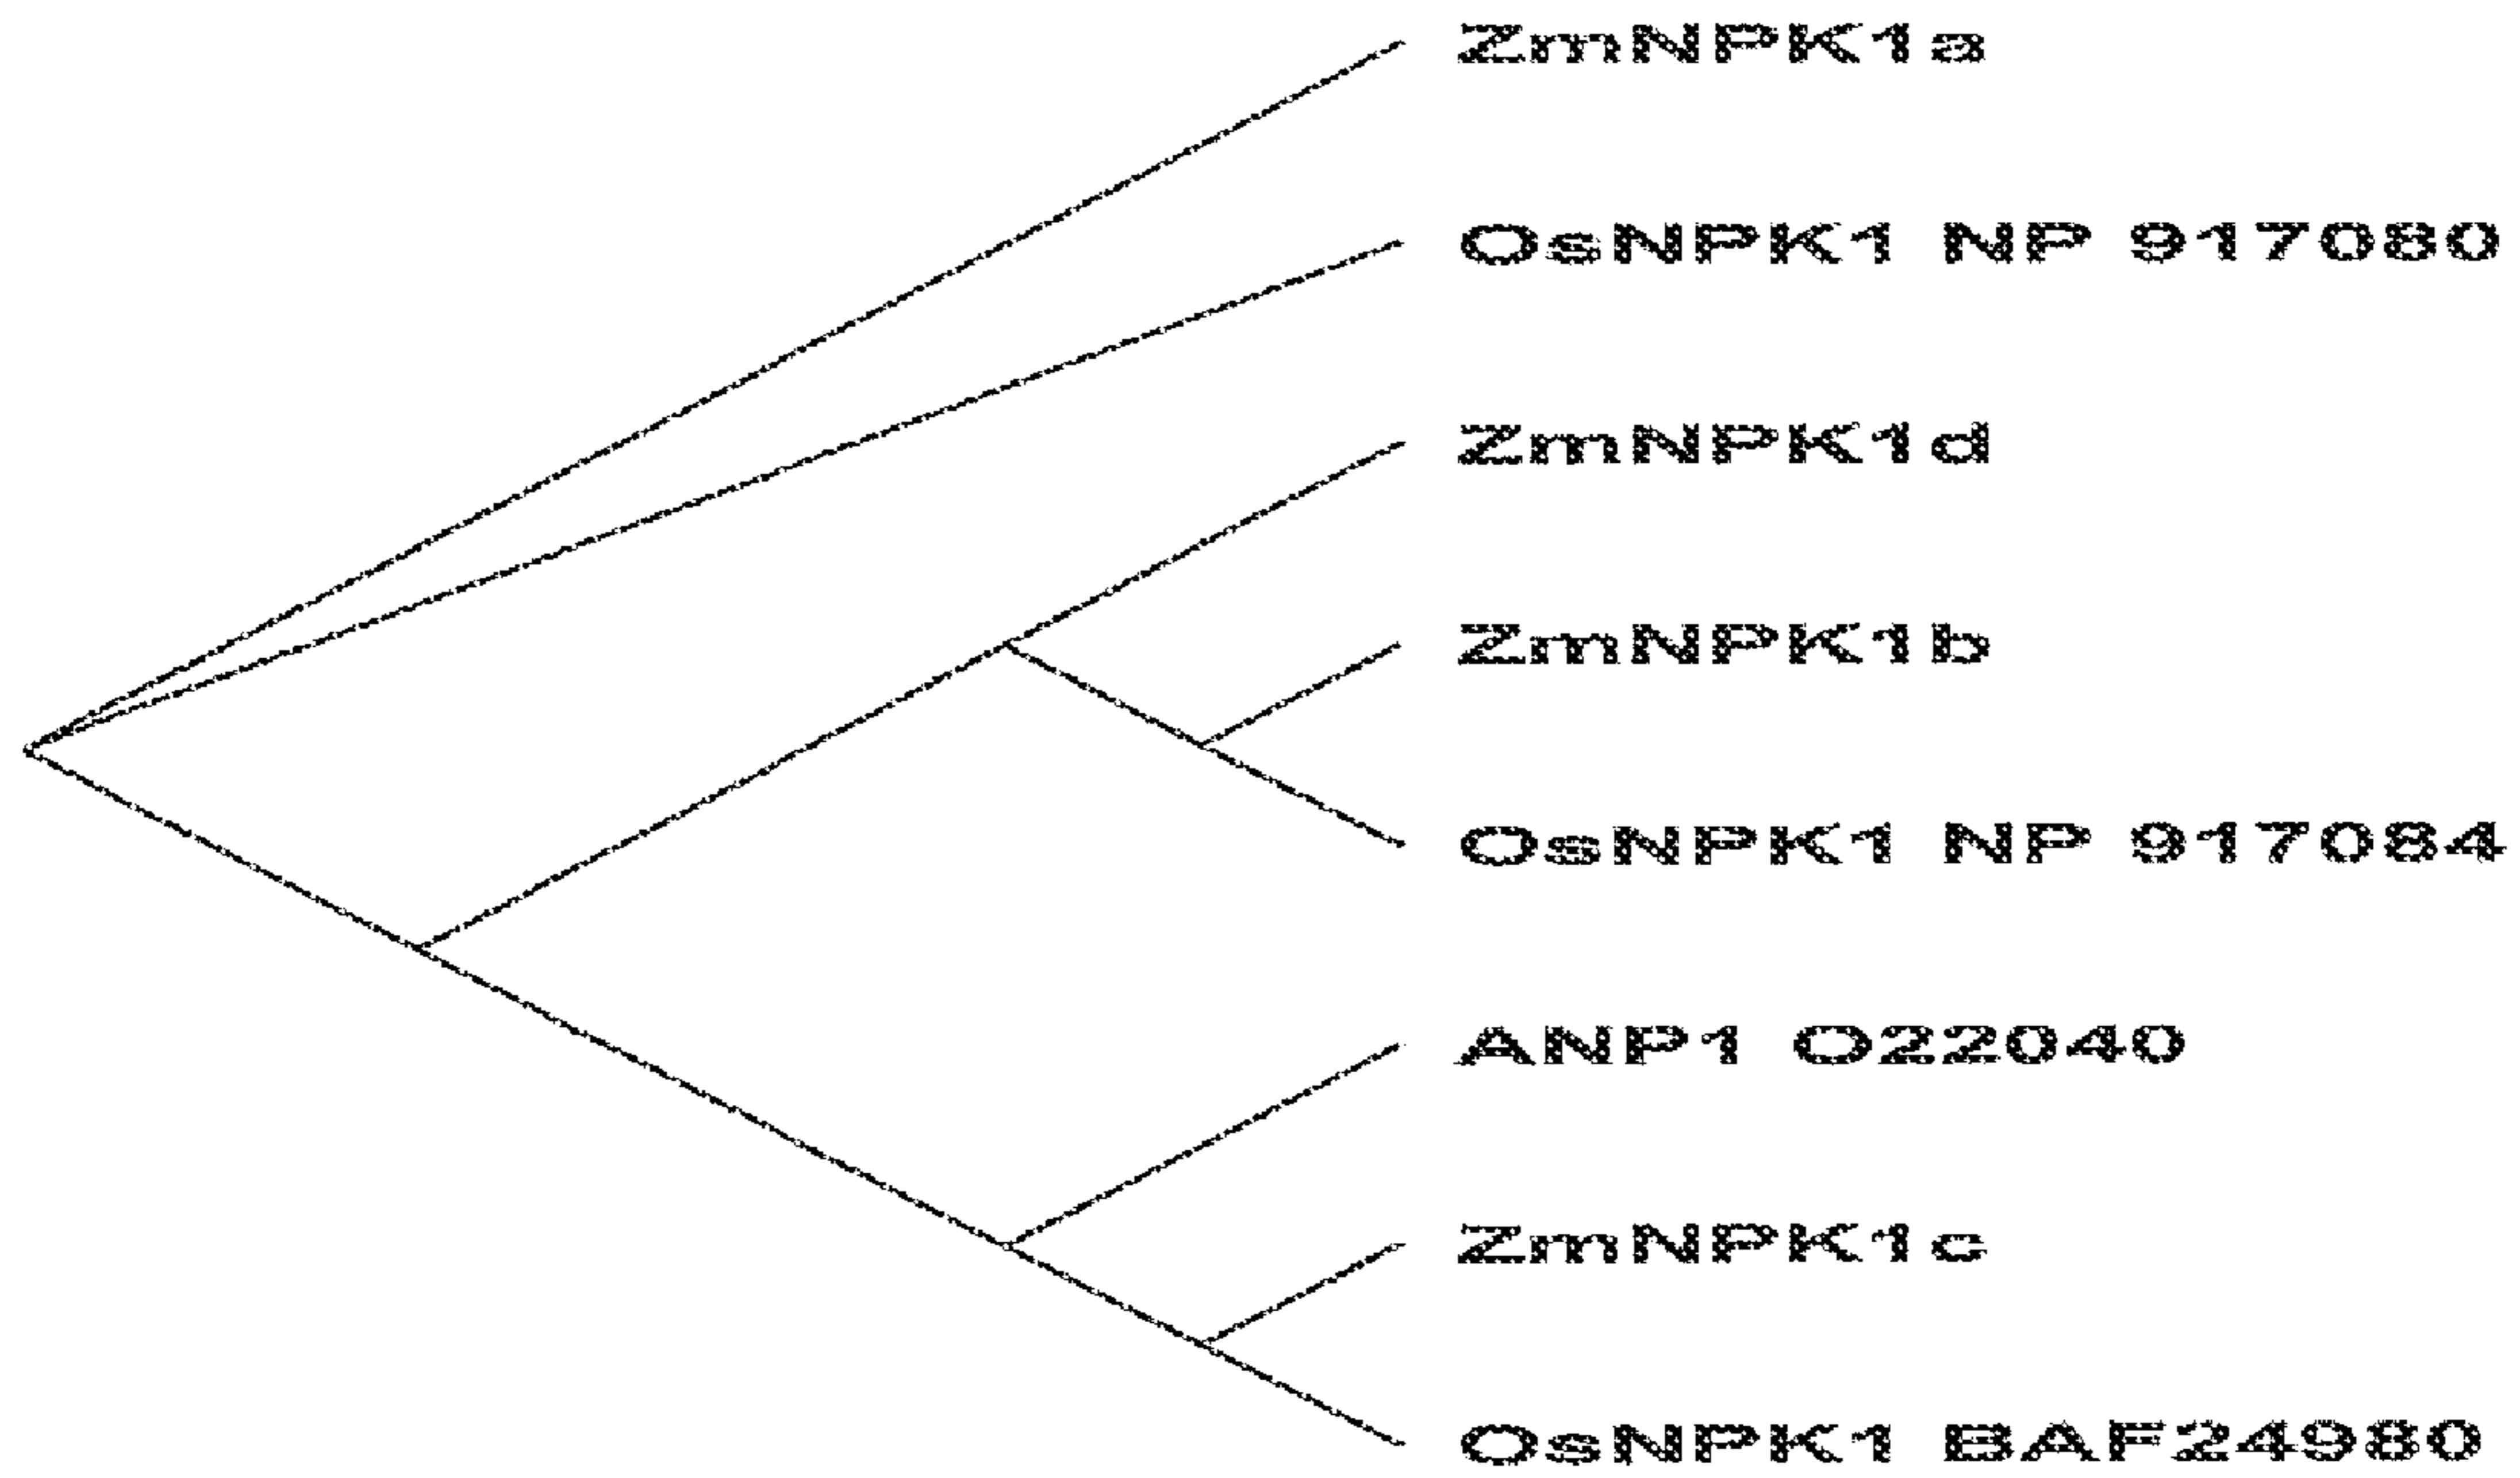 ZmNPK1a
OsNPK1 NP 917080
ZmNPK1d
ZmNPK1b
OsNPK1 NP 917084
ANP1 O22040
ZmNPK1c
OsNPK1 BAF24980